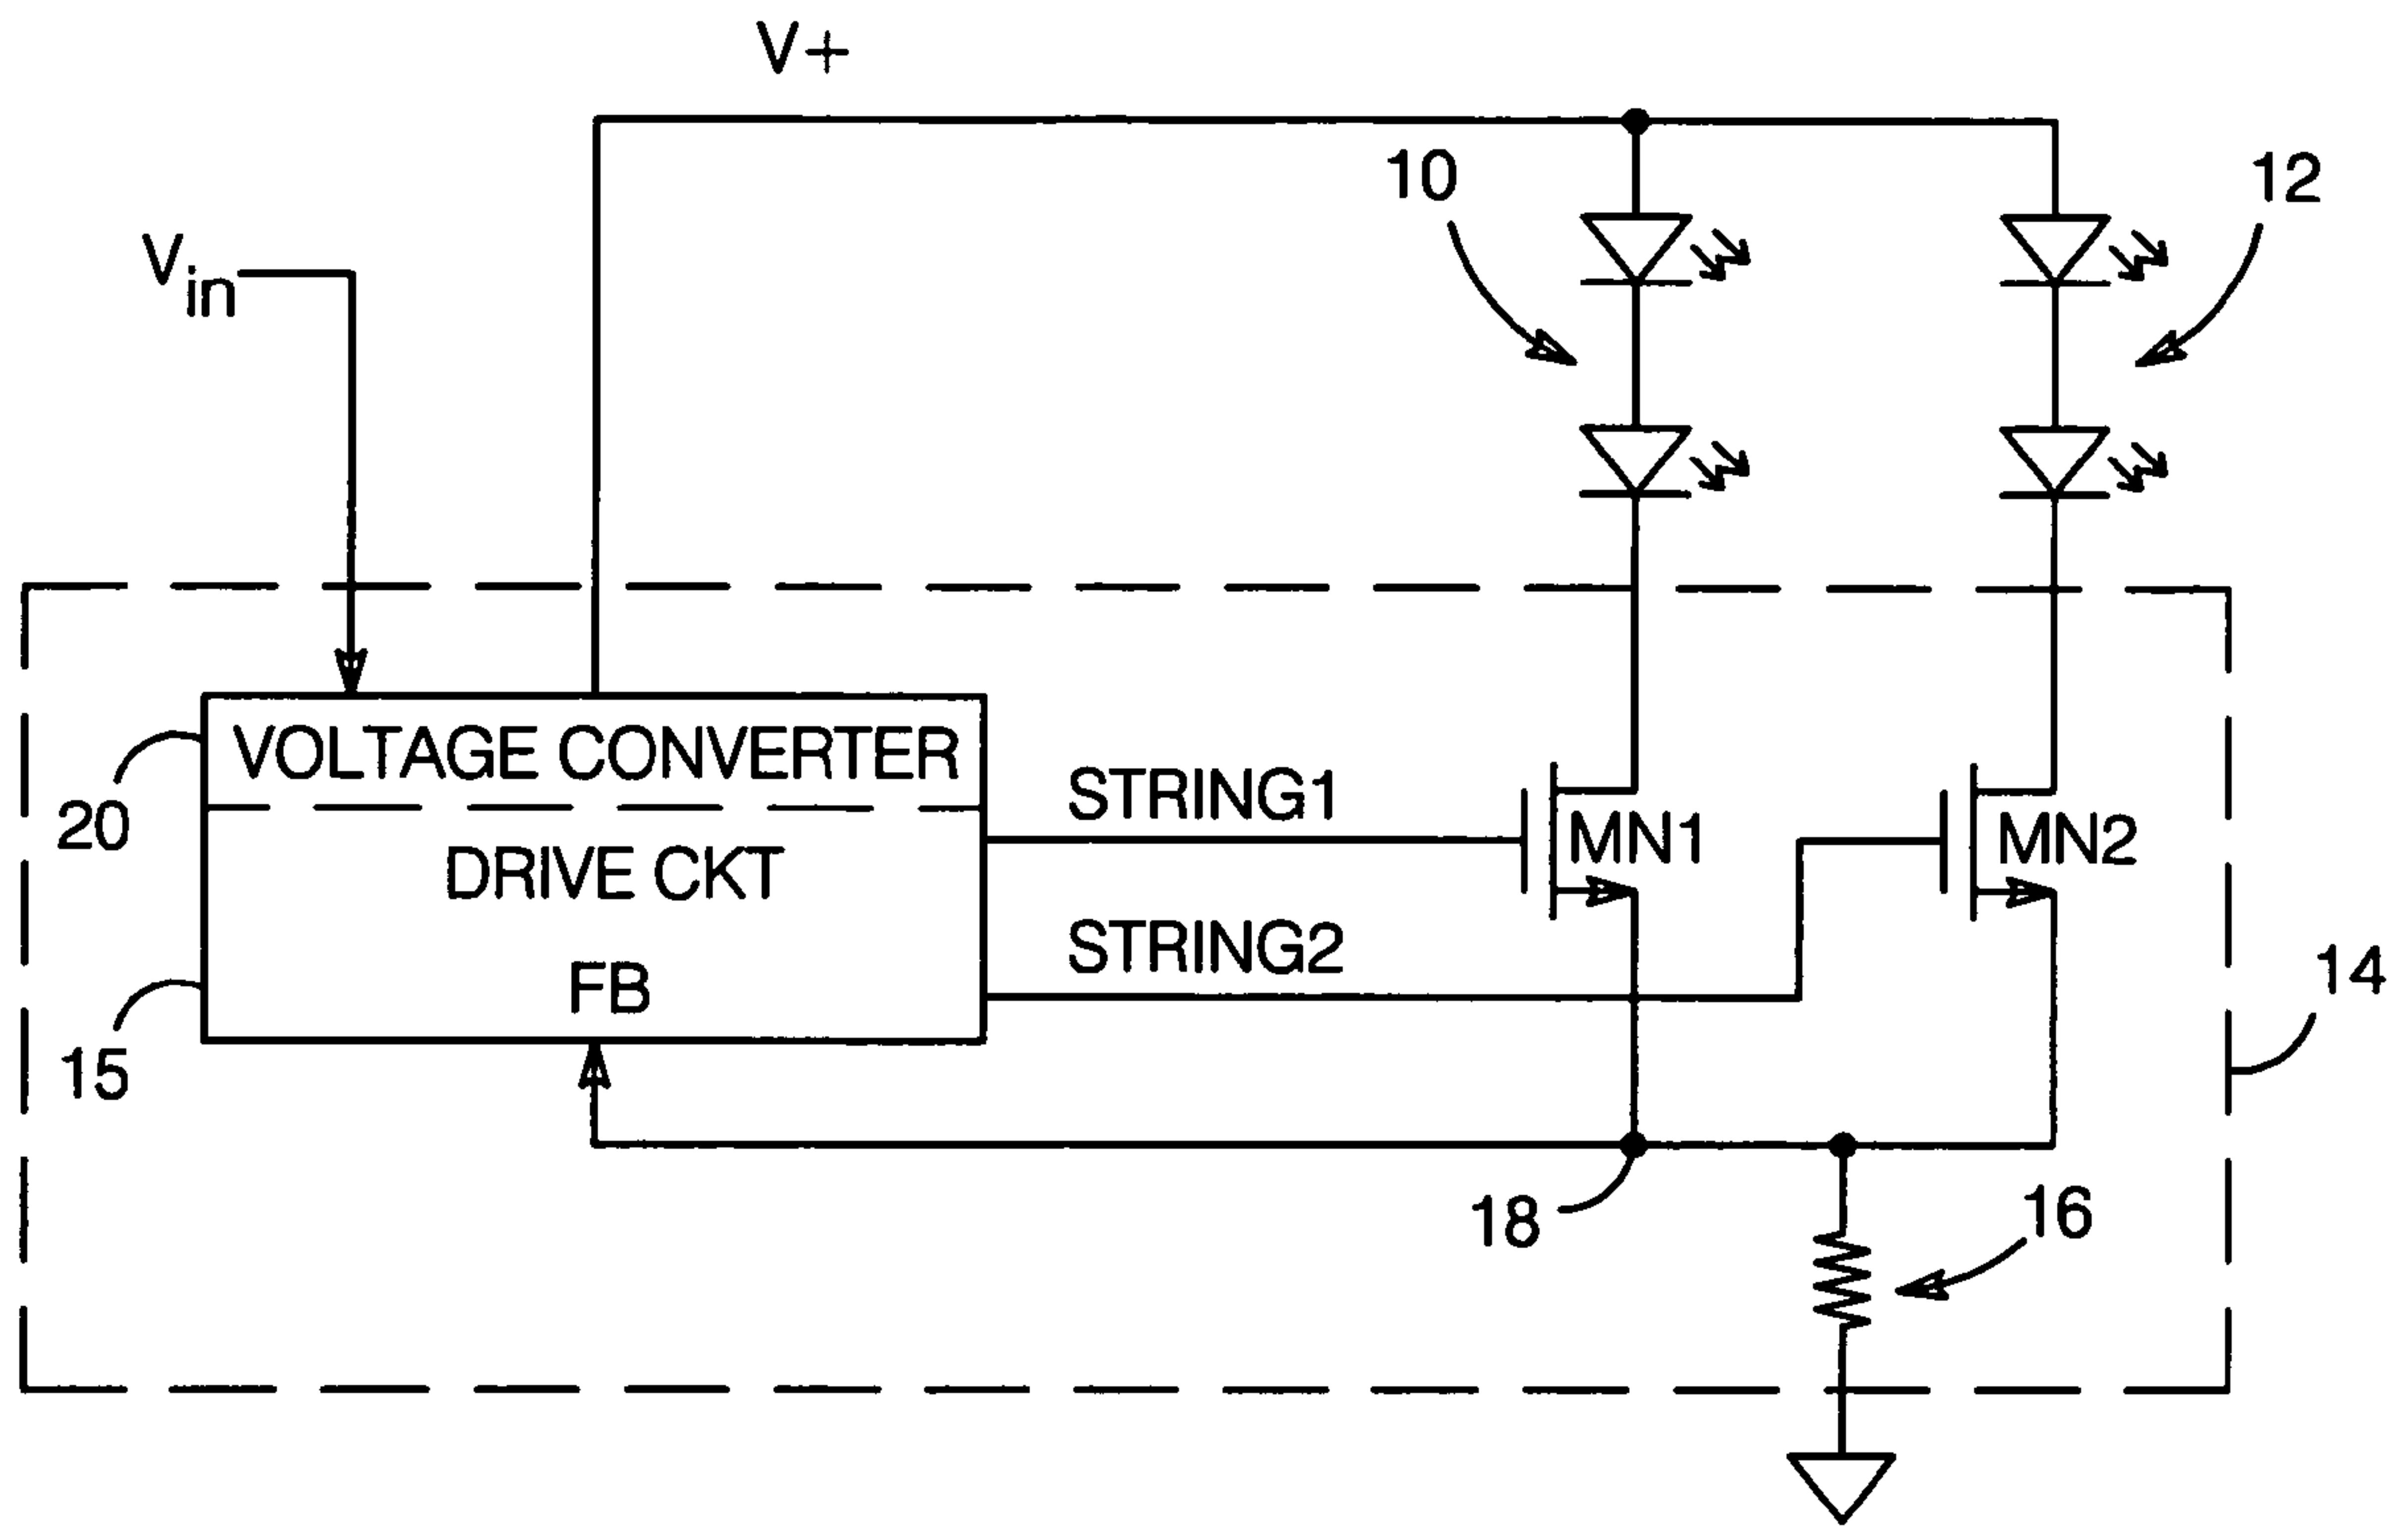 V+
10
12
Vin
VOLTAGE CONVERTER
20
STRING1
MN1
MN2
DRIVE CKT
STRING2
14
FB
15
18
16